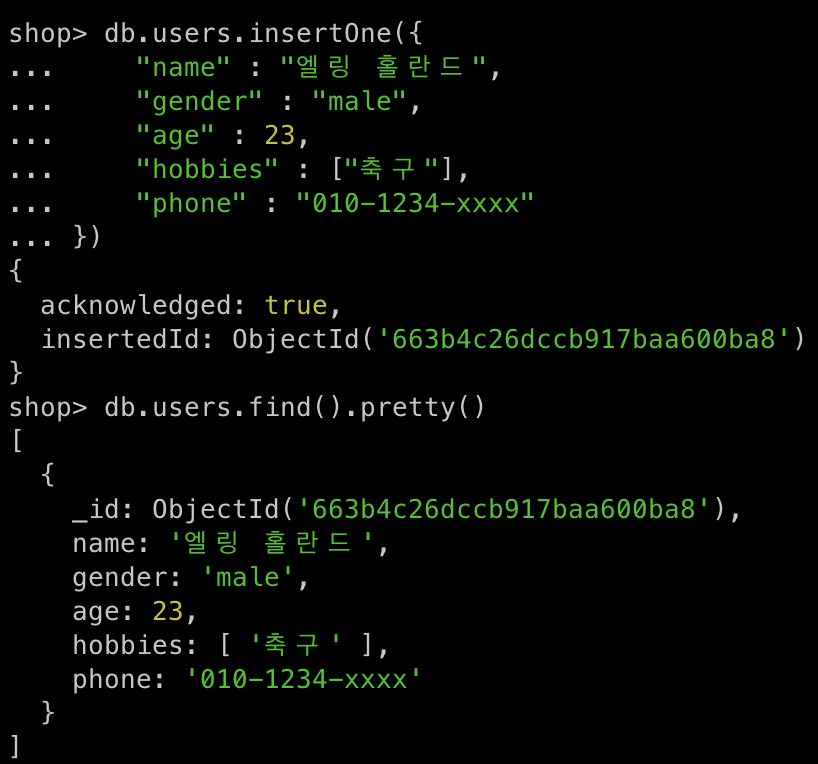 shop> db.users.insertOne({
...     "name" : "엘링 홀란드",
...     "gender" : "male",
...     "age" : 23,
...     "hobbies" : ["축구"],
...     "phone" : "010-1234-xxxx"
... })
{
  acknowledged: true,
  insertedId: ObjectId('663b4c26dccb917baa600ba8')
}
shop> db.users.find().pretty()
[
  {
    _id: ObjectId('663b4c26dccb917baa600ba8'),
    name: '엘링 홀란드',
    gender: 'male',
    age: 23,
    hobbies: [ '축구' ],
    phone: '010-1234-xxxx'
  }
]